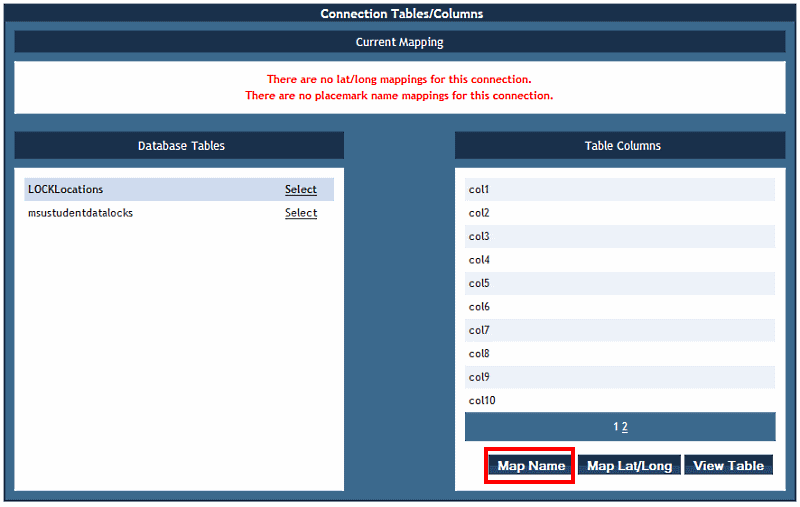 Connection Tables/Columns
Current Mapping
There are no lat/long mappings for this connection.
There are no placemark name mappings for this connection.
Database Tables
LOCKLocations Select
msustudentdatalocks Select
Table Columns
col1
col2
col3
col4
col5
col6
col7
col8
col9
col10
1 2
Map Name Map Lat/Long View Table